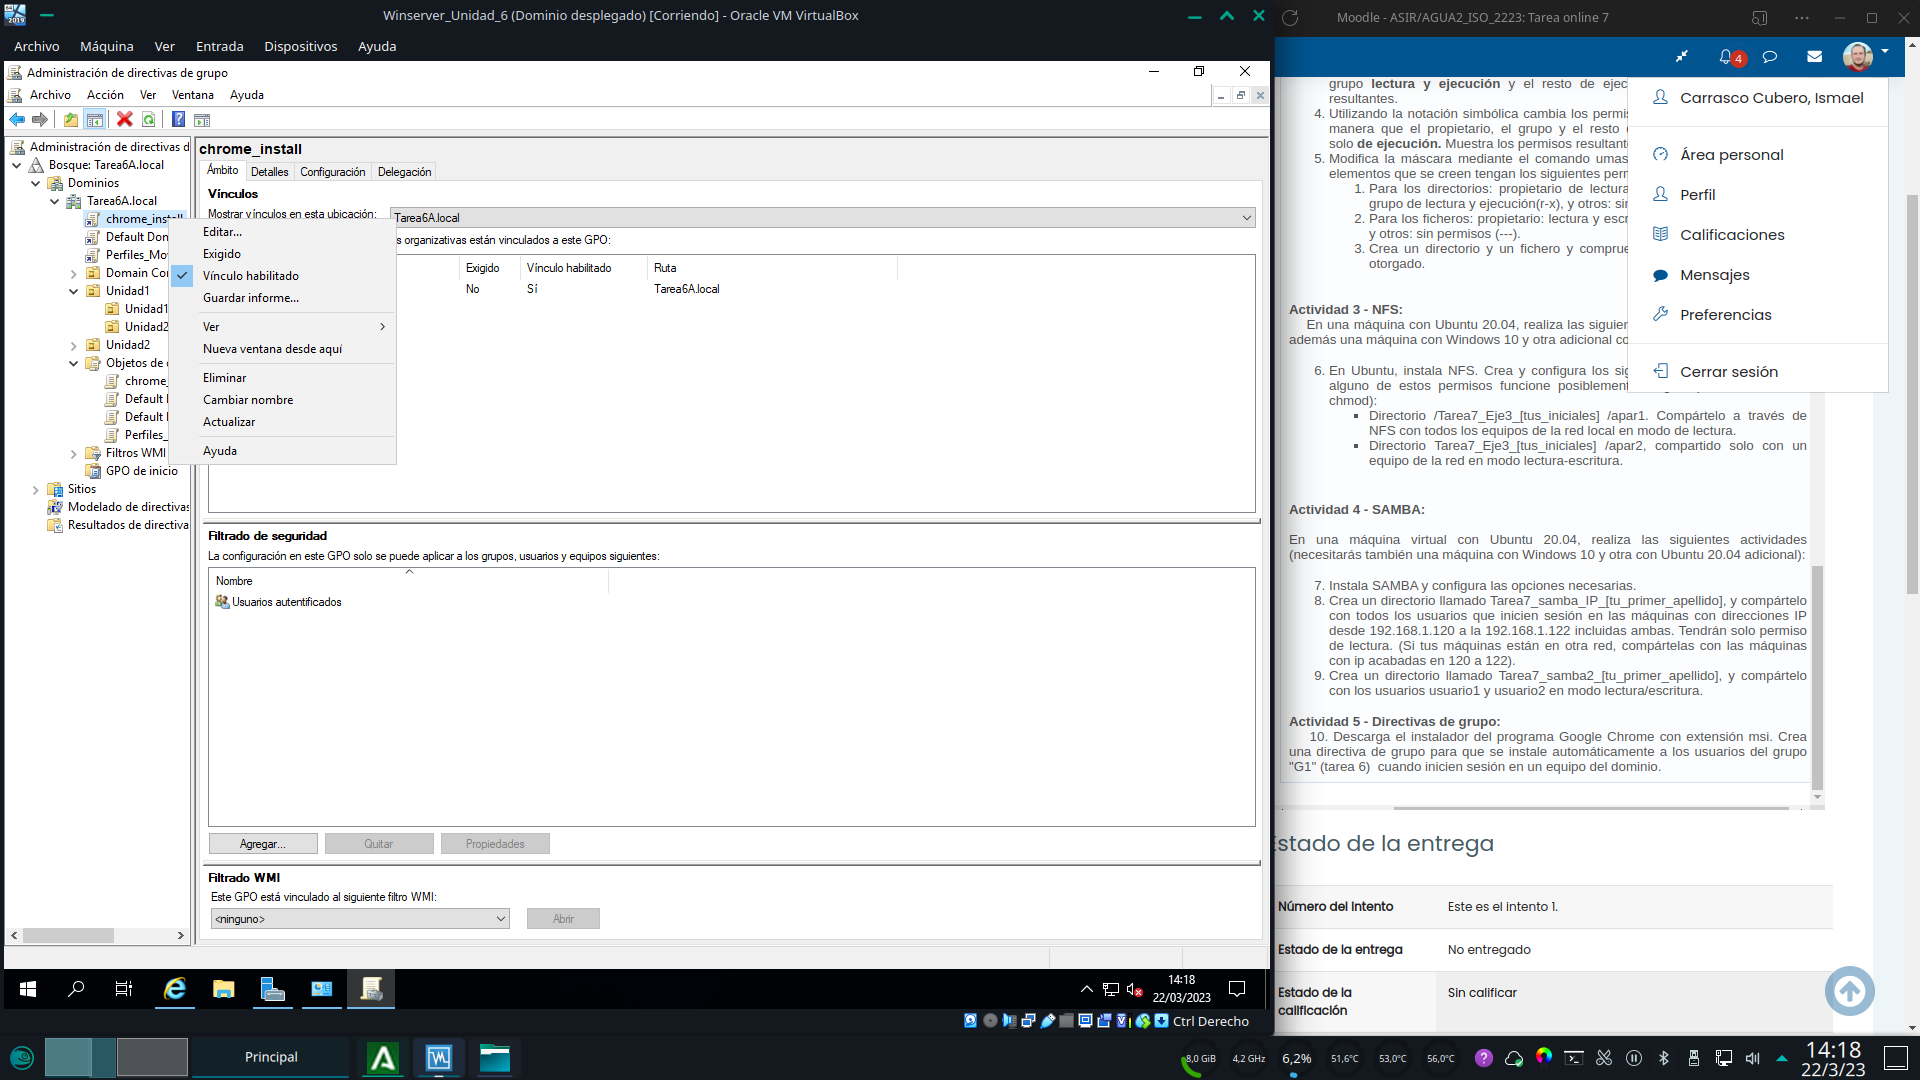 Winserver_Unidad_6 (Dominio desplegado) [Corriendo] - Oracle VM VirtualBox
Archivo Máquina Ver Entrada Dispositivos Ayuda
Administración de directivas de grupo
Archivo Acción Ver Ventana Ayuda
Administración de directivas d
Bosque: Tarea6A.local
Dominios
Tarea6A.local
chrome_install
Default Don
Perfiles_Mo
Domain Co
Unidad1
Unidad1
Unidad2
Unidad2
Objetos de
chrome_
Default
Default
Perfiles_
Filtros WMI
GPO de inicio
Sitios
Modelado de directivas
Resultados de directiva
Editar...
Exigido
Vínculo habilitado
Guardar informe...
Ver
Nueva ventana desde aquí
Eliminar
Cambiar nombre
Actualizar
Ayuda
chrome_install
Ámbito Detalles Configuración Delegación
Vínculos
Mostrar vínculos en esta ubicación: Tarea6A.local
s organizativas están vinculados a este GPO:
Exigido Vínculo habilitado Ruta
No Sí Tarea6A.local
Filtrado de seguridad
La configuración en este GPO solo se puede aplicar a los grupos, usuarios y equipos siguientes:
Nombre
Usuarios autentificados
Agregar... Quitar Propiedades
Filtrado WMI
Este GPO está vinculado al siguiente filtro WMI:
<ninguno> Abrir
14:18
22/03/2023
Ctrl Derecho
Moodle - ASIR/AGUA2_ISO_2223: Tarea online 7
4
grupo lectura y ejecución y el resto de ejec
resultantes.
4. Utilizando la notación simbólica cambia los permis
manera que el propietario, el grupo y el resto
solo de ejecución. Muestra los permisos resultant
5. Modifica la máscara mediante el comando umas
elementos que se creen tengan los siguientes perm
1. Para los directorios: propietario de lectura
grupo de lectura y ejecución(r-x), y otros: sir
2. Para los ficheros: propietario: lectura y escr
y otros: sin permisos (---).
3. Crea un directorio y un fichero y comprue
otorgado.
Actividad 3 - NFS:
En una máquina con Ubuntu 20.04, realiza las siguien
además una máquina con Windows 10 y otra adicional co
6. En Ubuntu, instala NFS. Crea y configura los sig
alguno de estos permisos funcione posiblement
chmod):
Directorio /Tarea7_Eje3_[tus_iniciales] /apar1. Compártelo a través de
NFS con todos los equipos de la red local en modo de lectura.
Directorio Tarea7_Eje3_[tus_iniciales] /apar2, compartido solo con un
equipo de la red en modo lectura-escritura.
Actividad 4 - SAMBA:
En una máquina virtual con Ubuntu 20.04, realiza las siguientes actividades
(necesitarás también una máquina con Windows 10 y otra con Ubuntu 20.04 adicional):
7. Instala SAMBA y configura las opciones necesarias.
8. Crea un directorio llamado Tarea7_samba_IP_[tu_primer_apellido], y compártelo
con todos los usuarios que inicien sesión en las máquinas con direcciones IP
desde 192.168.1.120 a la 192.168.1.122 incluidas ambas. Tendrán solo permiso
de lectura. (Si tus máquinas están en otra red, compártelas con las máquinas
con ip acabadas en 120 a 122).
9. Crea un directorio llamado Tarea7_samba2_[tu_primer_apellido], y compártelo
con los usuarios usuario1 y usuario2 en modo lectura/escritura.
Actividad 5 - Directivas de grupo:
10. Descarga el instalador del programa Google Chrome con extensión msi. Crea
una directiva de grupo para que se instale automáticamente a los usuarios del grupo
"G1" (tarea 6) cuando inicien sesión en un equipo del dominio.
Carrasco Cubero, Ismael
Área personal
Perfil
Calificaciones
Mensajes
Preferencias
Cerrar sesión
Estado de la entrega
Número del Intento Este es el intento 1.
Estado de la entrega No entregado
Estado de la calificación Sin calificar
Principal
8,0 GiB 4,2 GHz 6,2% 51,6°C 53,0°C 56,0°C
14:18
22/3/23